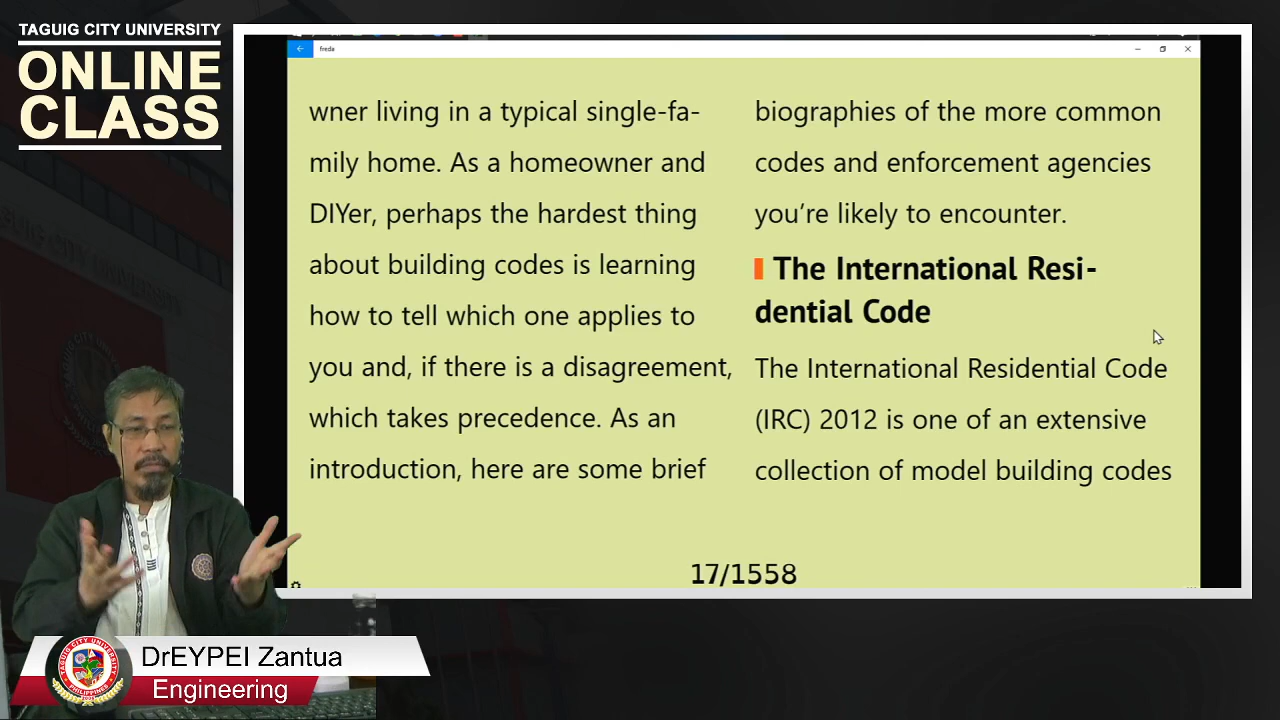 TAGUIG CITY UNIVERSITY
ONLINE
CLASS
freda
wner living in a typical single-fa-
mily home. As a homeowner and
DIYer, perhaps the hardest thing
about building codes is learning
how to tell which one applies to
you and, if there is a disagreement,
which takes precedence. As an
introduction, here are some brief
biographies of the more common
codes and enforcement agencies
you’re likely to encounter.
The International Resi-
dential Code
The International Residential Code
(IRC) 2012 is one of an extensive
collection of model building codes
17/1558
DrEYPEI Zantua
Engineering